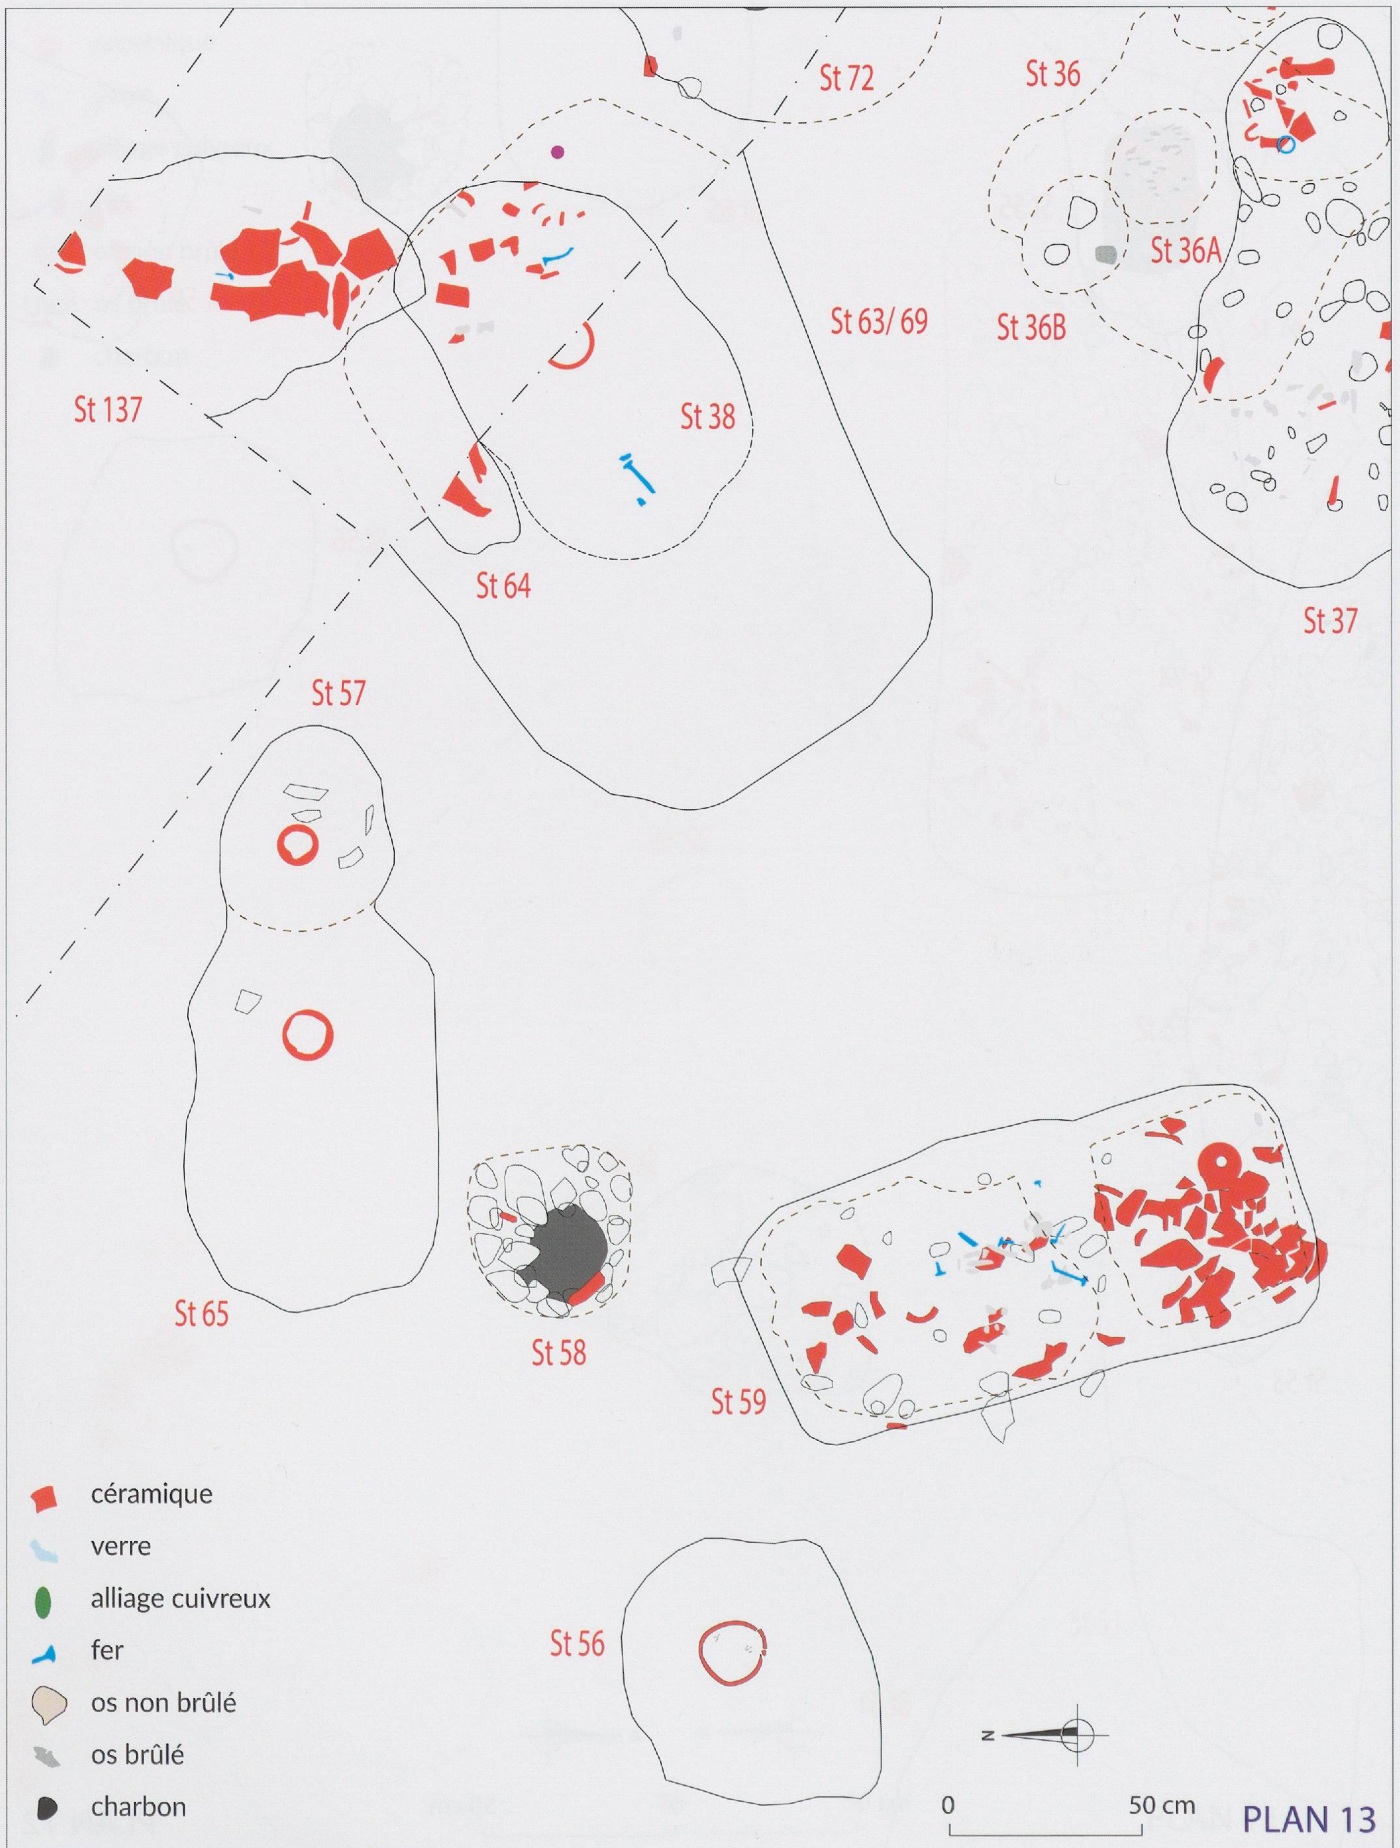 St 72
St 36
St 36A
St 63/ 69
St 36B
St 137
St 38
St 64
St 37
St 57
St 65
St 58
St 59
céramique
verre
alliage cuivreux
fer
os non brûlé
os brûlé
charbon
St 56
N
0 50 cm
PLAN 13